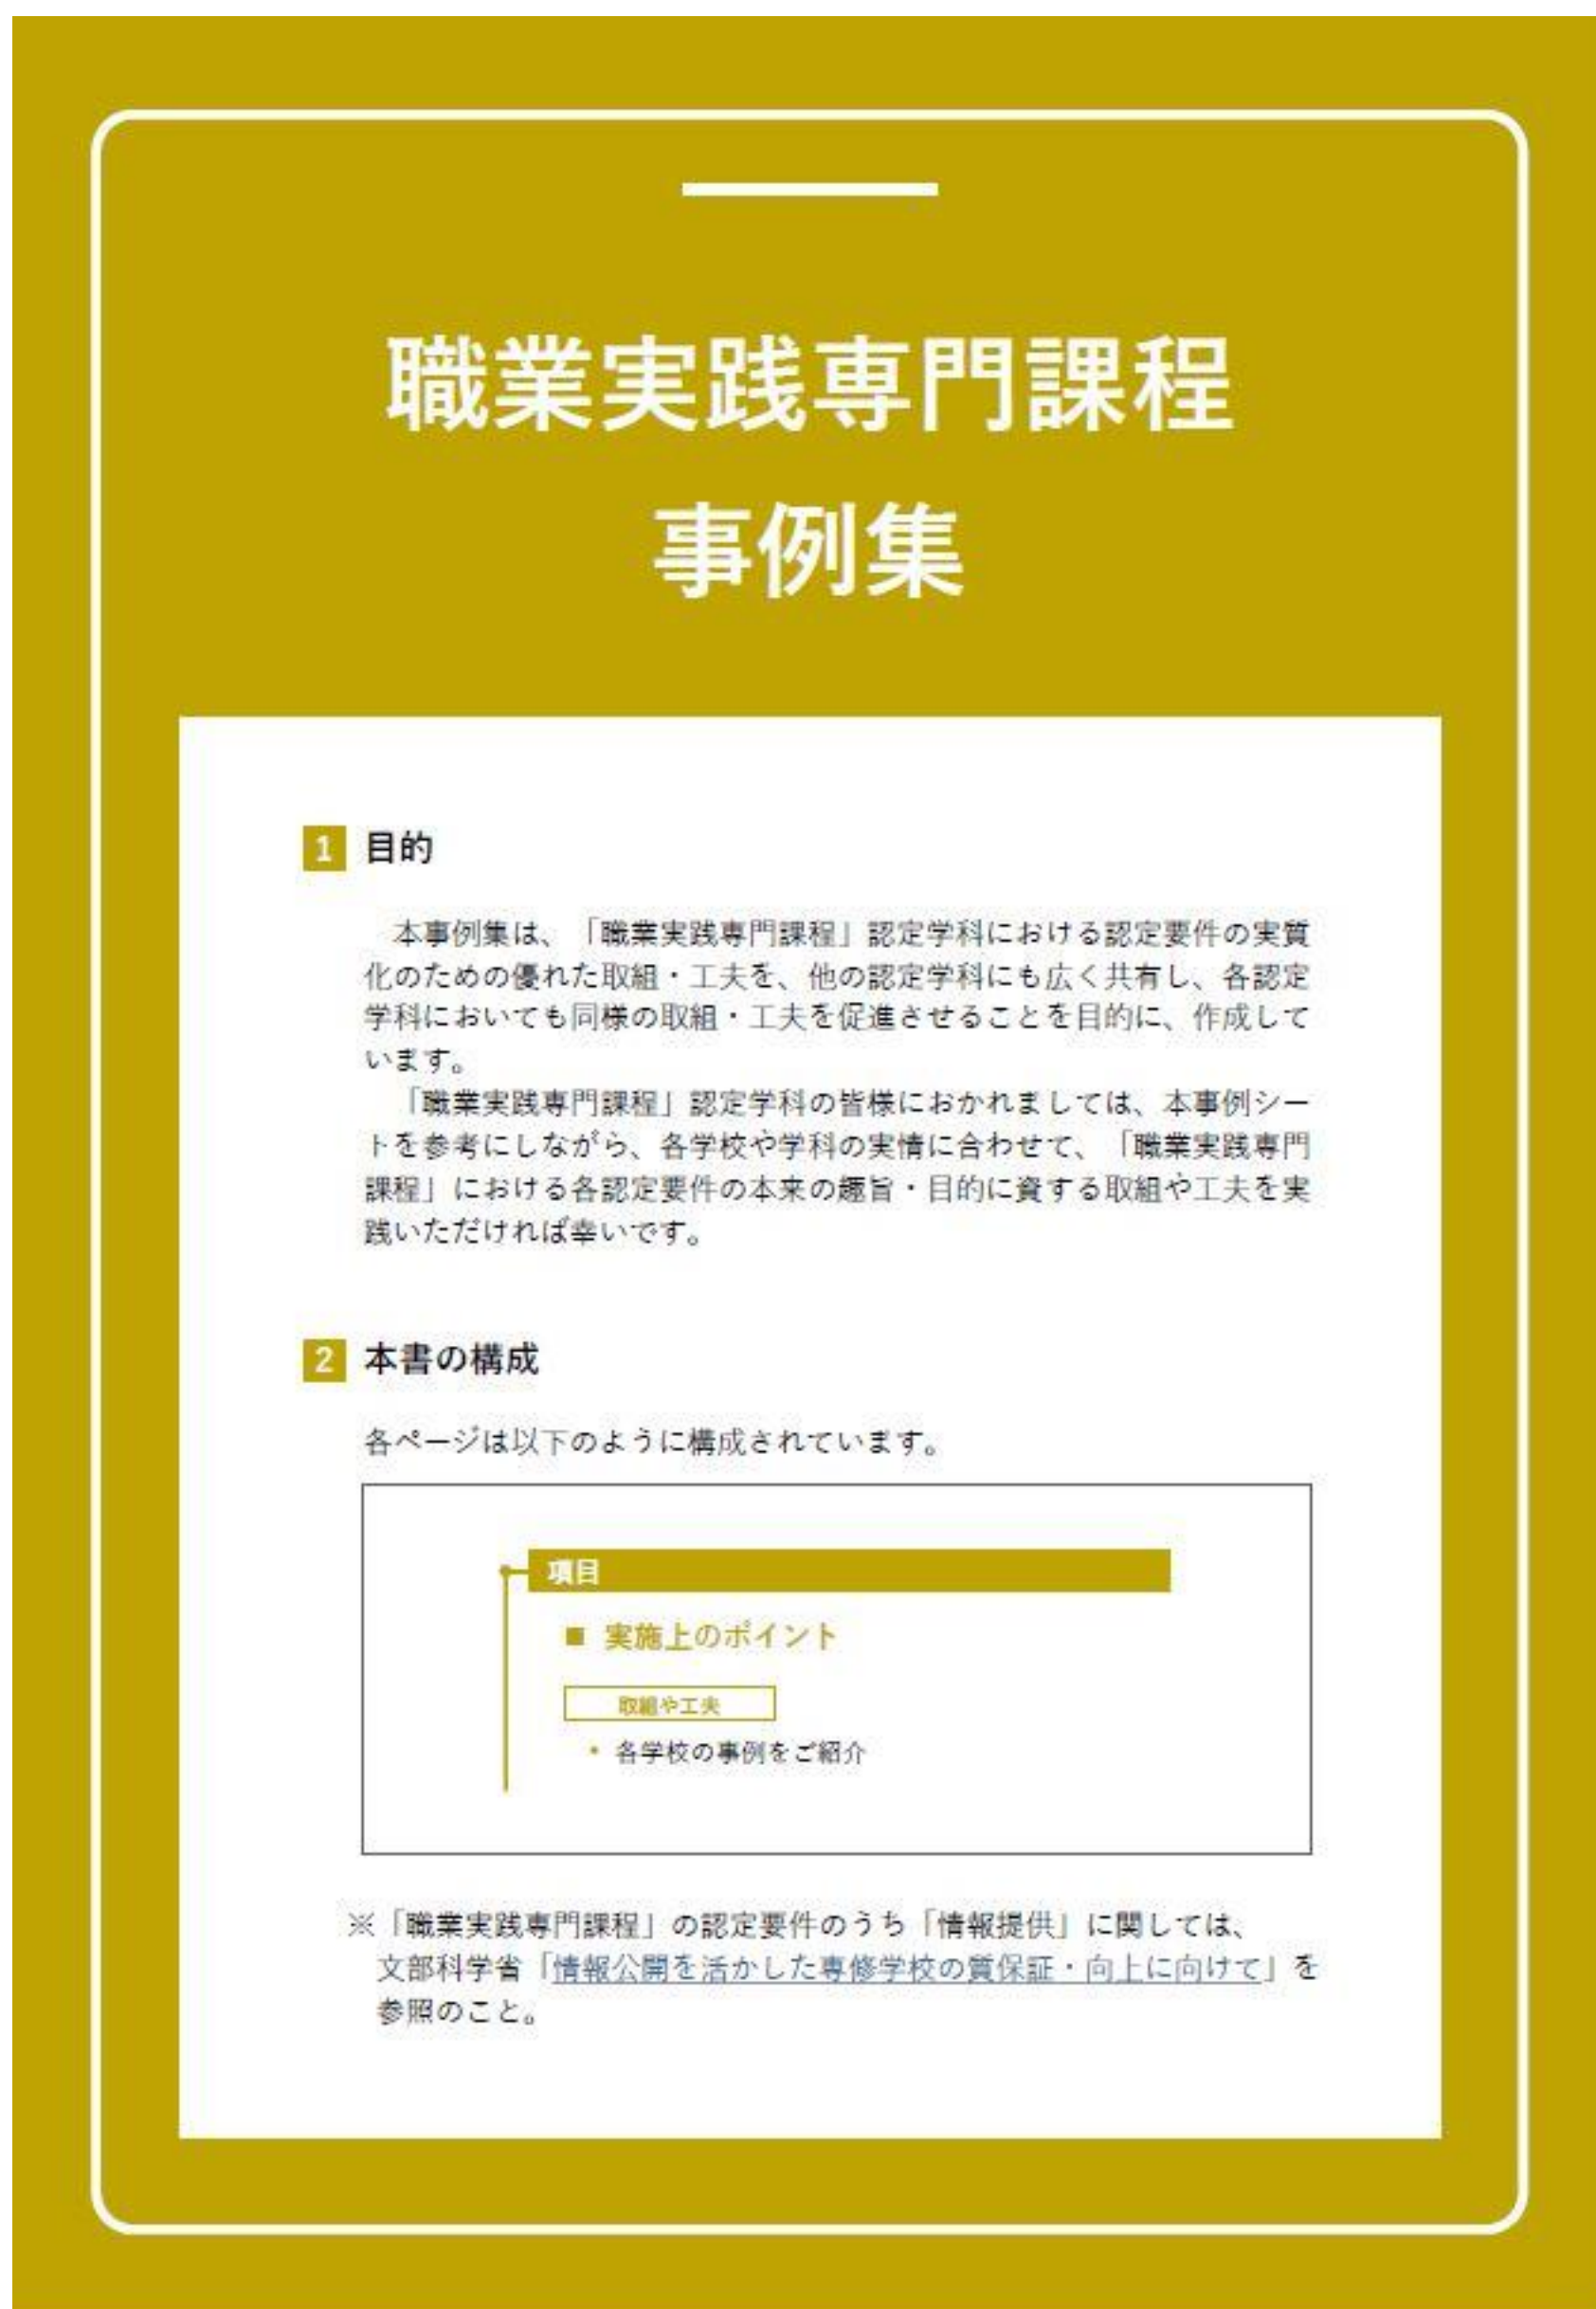 職業実践専門課程
事例集
1 目的
本事例集は、「職業実践専門課程」認定学科における認定要件の実質
化のための優れた取組・工夫を、他の認定学科にも広く共有し、各認定
学科においても同様の取組・工夫を促進させることを目的に、作成して
います。
「職業実践専門課程」認定学科の皆様におかれましては、本事例シー
トを参考にしながら、各学校や学科の実情に合わせて、「職業実践専門
課程」における各認定要件の本来の趣旨・目的に資する取組や工夫を実
践いただければ幸いです。
2 本書の構成
各ページは以下のように構成されています。
項目
■ 実施上のポイント
取組や工夫
• 各学校の事例をご紹介
※「職業実践専門課程」の認定要件のうち「情報提供」に関しては、
文部科学省「情報公開を活かした専修学校の質保証・向上に向けて」を
参照のこと。